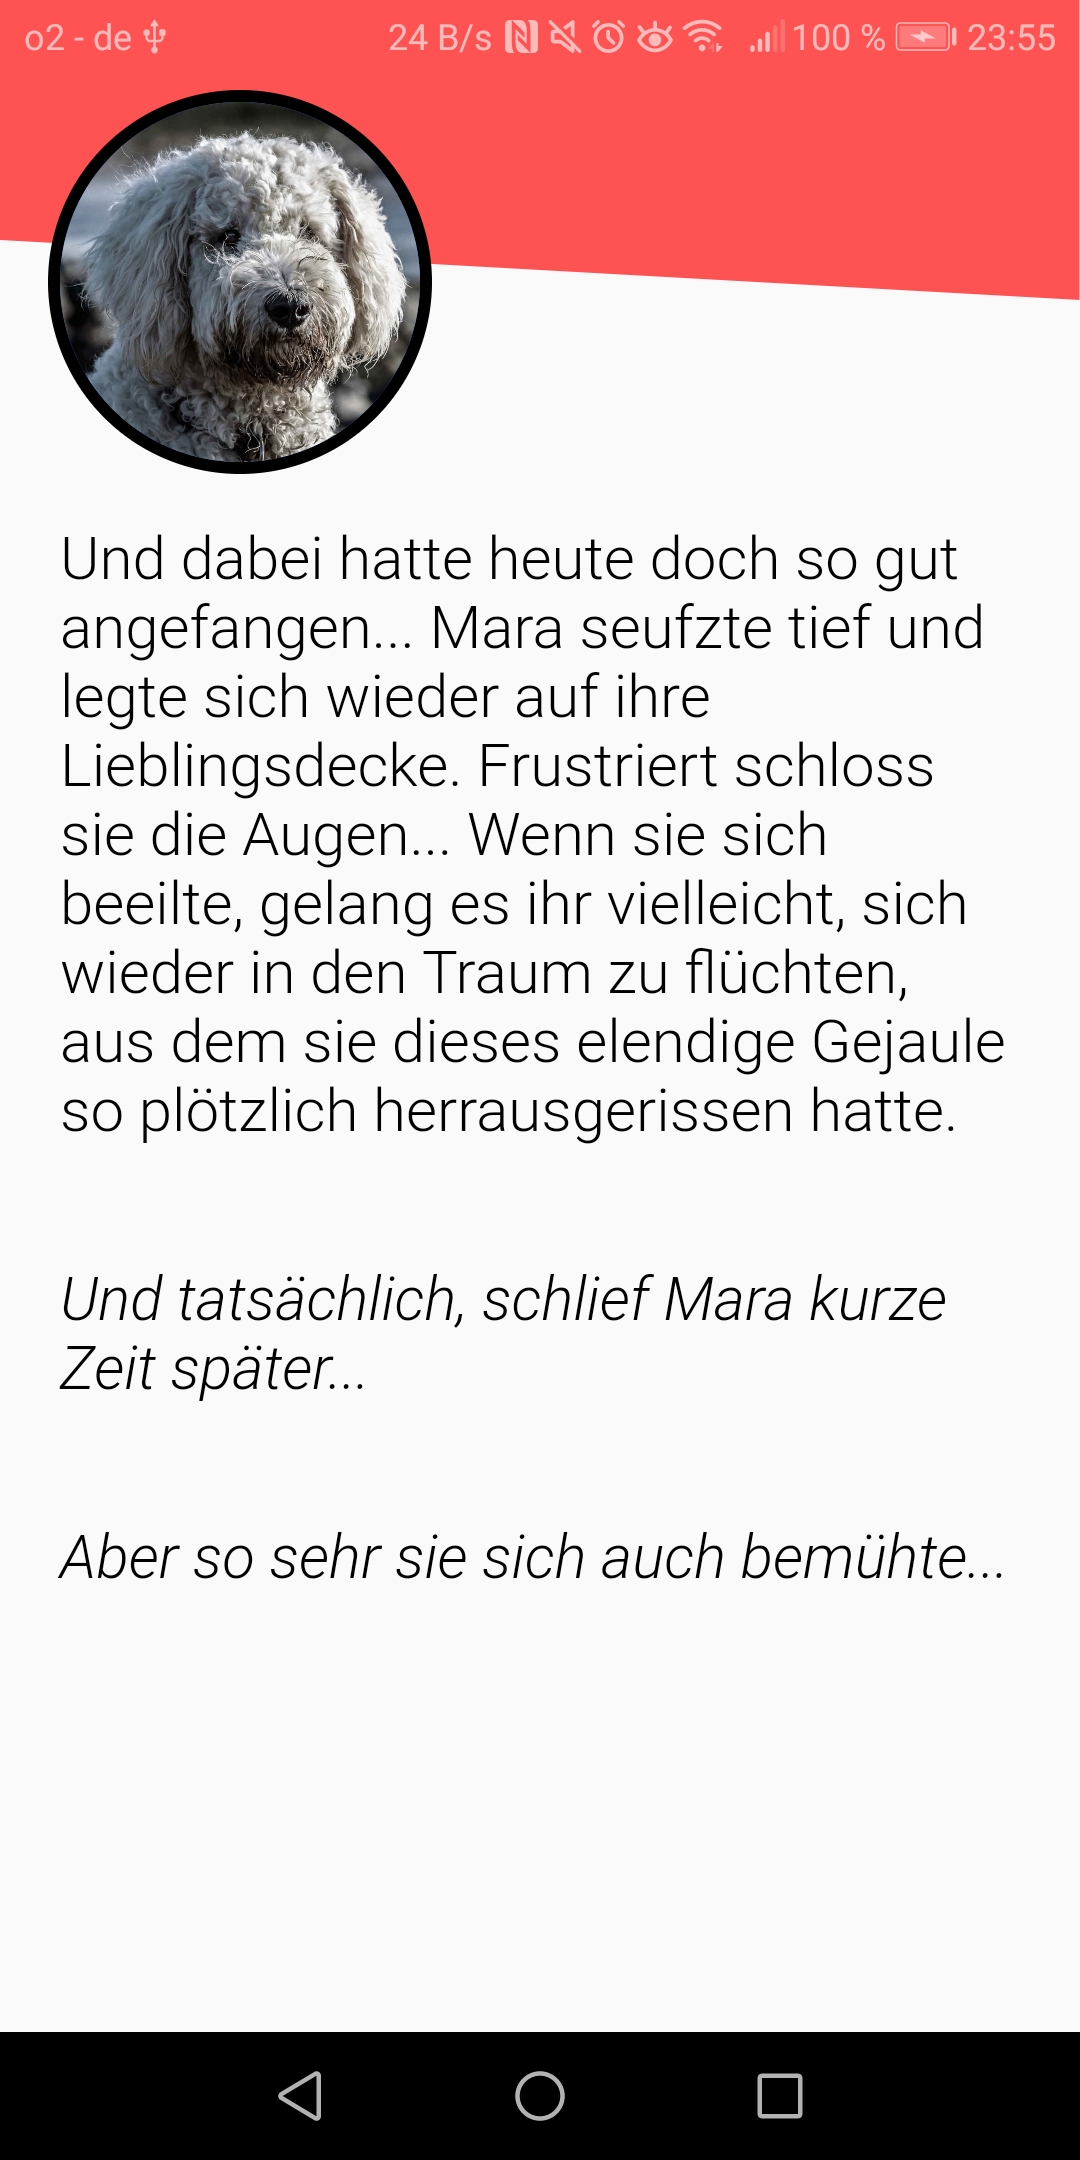 o2 - de 24 B/s 100 % 23:55
Und dabei hatte heute doch so gut
angefangen... Mara seufzte tief und
legte sich wieder auf ihre
Lieblingsdecke. Frustriert schloss
sie die Augen... Wenn sie sich
beeilte, gelang es ihr vielleicht, sich
wieder in den Traum zu flüchten,
aus dem sie dieses elendige Gejaule
so plötzlich herrausgerissen hatte.
Und tatsächlich, schlief Mara kurze
Zeit später...
Aber so sehr sie sich auch bemühte...